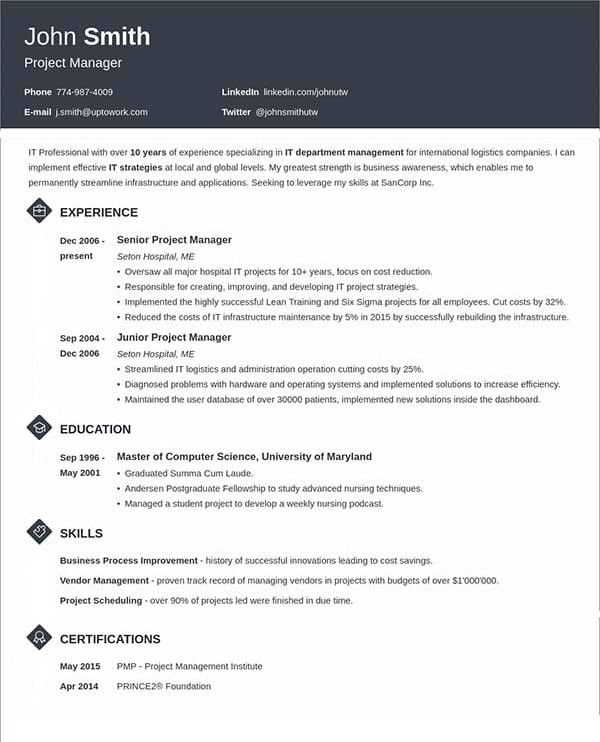 John Smith
Project Manager
Phone 774-987-4009
LinkedIn linkedin.com/johnutw
E-mail j.smith@uptowork.com
Twitter @johnsmithutw
IT Professional with over 10 years of experience specializing in IT department management for international logistics companies. I can
implement effective IT strategies at local and global levels. My greatest strength is business awareness, which enables me to
permanently streamline infrastructure and applications. Seeking to leverage my skills at SanCorp Inc.
EXPERIENCE
Dec 2006 - Senior Project Manager
present Seton Hospital, ME
• Oversaw all major hospital IT projects for 10+ years, focus on cost reduction.
• Responsible for creating, improving, and developing IT project strategies.
• Implemented the highly successful Lean Training and Six Sigma projects for all employees. Cut costs by 32%.
• Reduced the costs of IT infrastructure maintenance by 5% in 2015 by successfully rebuilding the infrastructure.
Sep 2004 - Junior Project Manager
Dec 2006 Seton Hospital, ME
• Streamlined IT logistics and administration operation cutting costs by 25%.
• Diagnosed problems with hardware and operating systems and implemented solutions to increase efficiency.
• Maintained the user database of over 30000 patients, implemented new solutions inside the dashboard.
EDUCATION
Sep 1996 - Master of Computer Science, University of Maryland
May 2001 • Graduated Summa Cum Laude.
• Andersen Postgraduate Fellowship to study advanced nursing techniques.
• Managed a student project to develop a weekly nursing podcast.
SKILLS
Business Process Improvement - history of successful innovations leading to cost savings.
Vendor Management - proven track record of managing vendors in projects with budgets of over $1'000'000.
Project Scheduling - over 90% of projects led were finished in due time.
CERTIFICATIONS
May 2015 PMP - Project Management Institute
Apr 2014 PRINCE2® Foundation